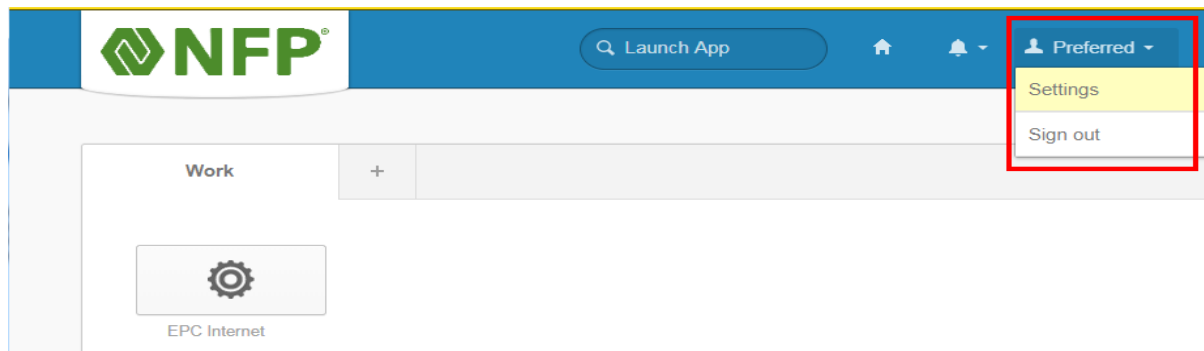 NFP®
Launch App
Preferred
Settings
Sign out
Work
+
EPC Internet